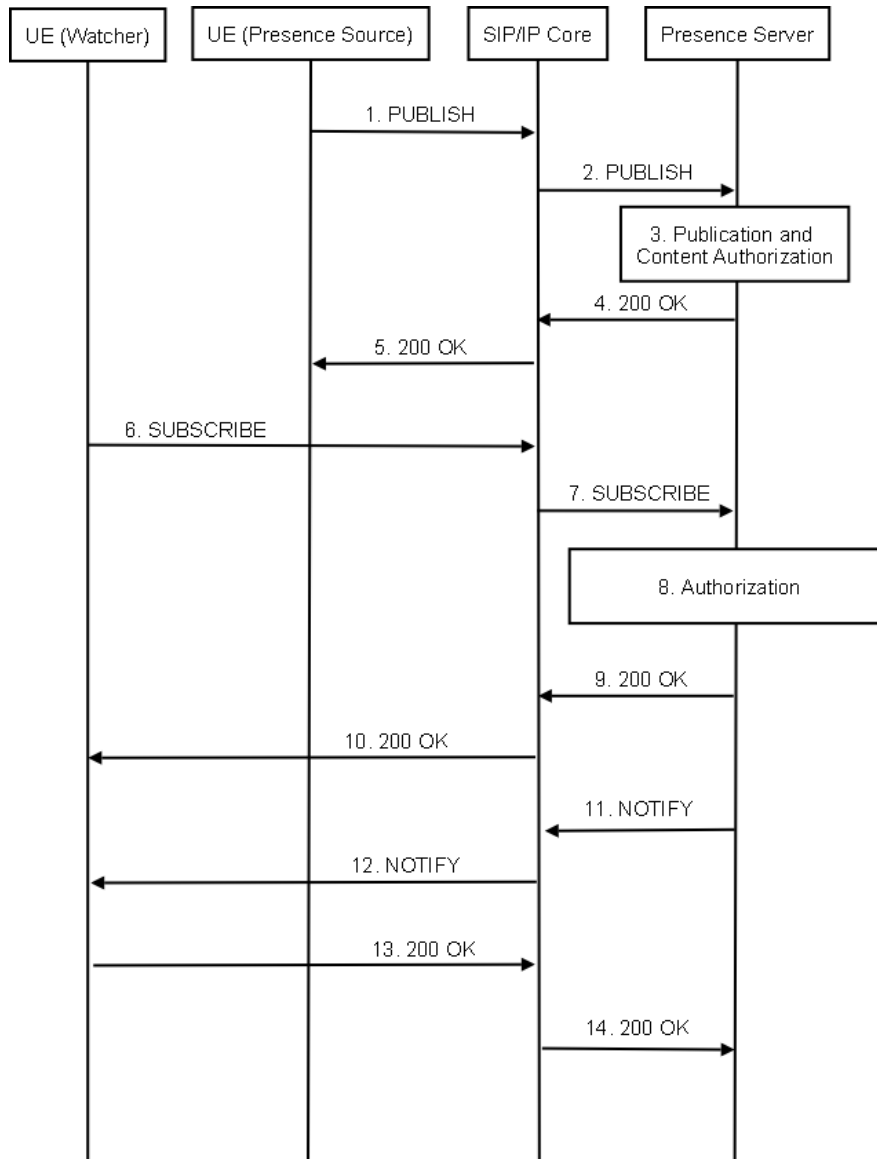 UE (Watcher)
UE (Presence Source)
SIP/IP Core
Presence Server
1. PUBLISH
2. PUBLISH
3. Publication and
Content Authorization
4. 200 OK
5. 200 OK
6. SUBSCRIBE
7. SUBSCRIBE
8. Authorization
9. 200 OK
10. 200 OK
11. NOTIFY
12. NOTIFY
13. 200 OK
14. 200 OK